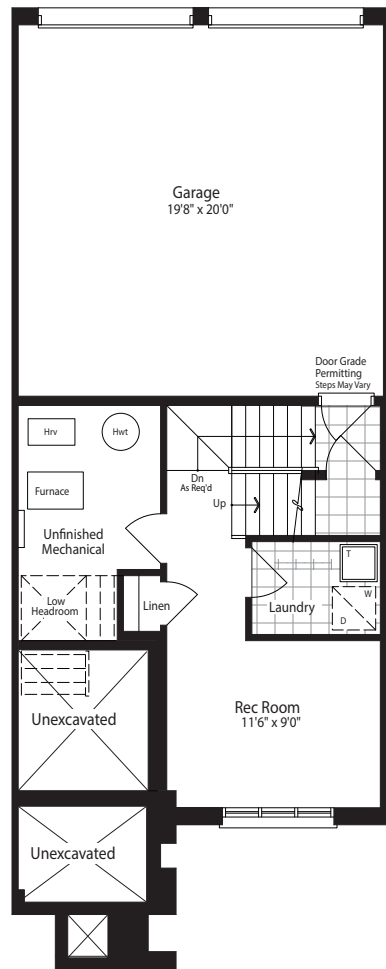 Garage
19'8" x 20'0"
Door Grade
Permitting
Steps May Vary
Hrv
Hwt
Dn
As Req'd
Furnace
Up
Unfinished
Mechanical
T
Low
Headroom
Linen
Laundry
W
D
Unexcavated
Rec Room
11'6" x 9'0"
Unexcavated